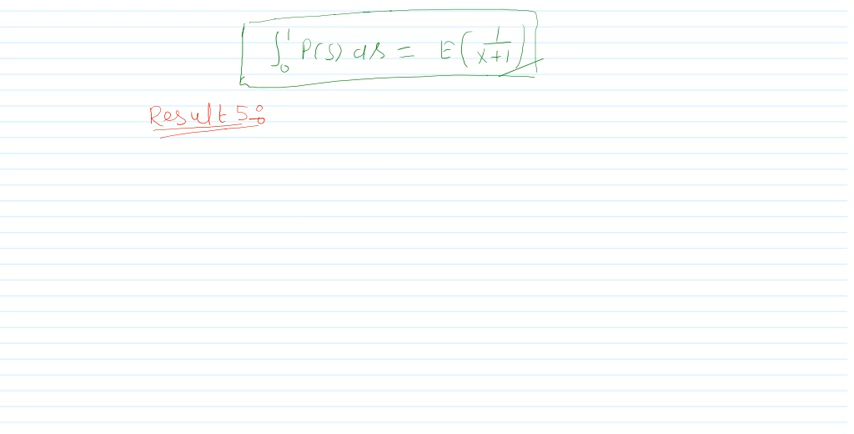 ∫₀¹ P(S) ds = E(1/(x+1))
Result 5: